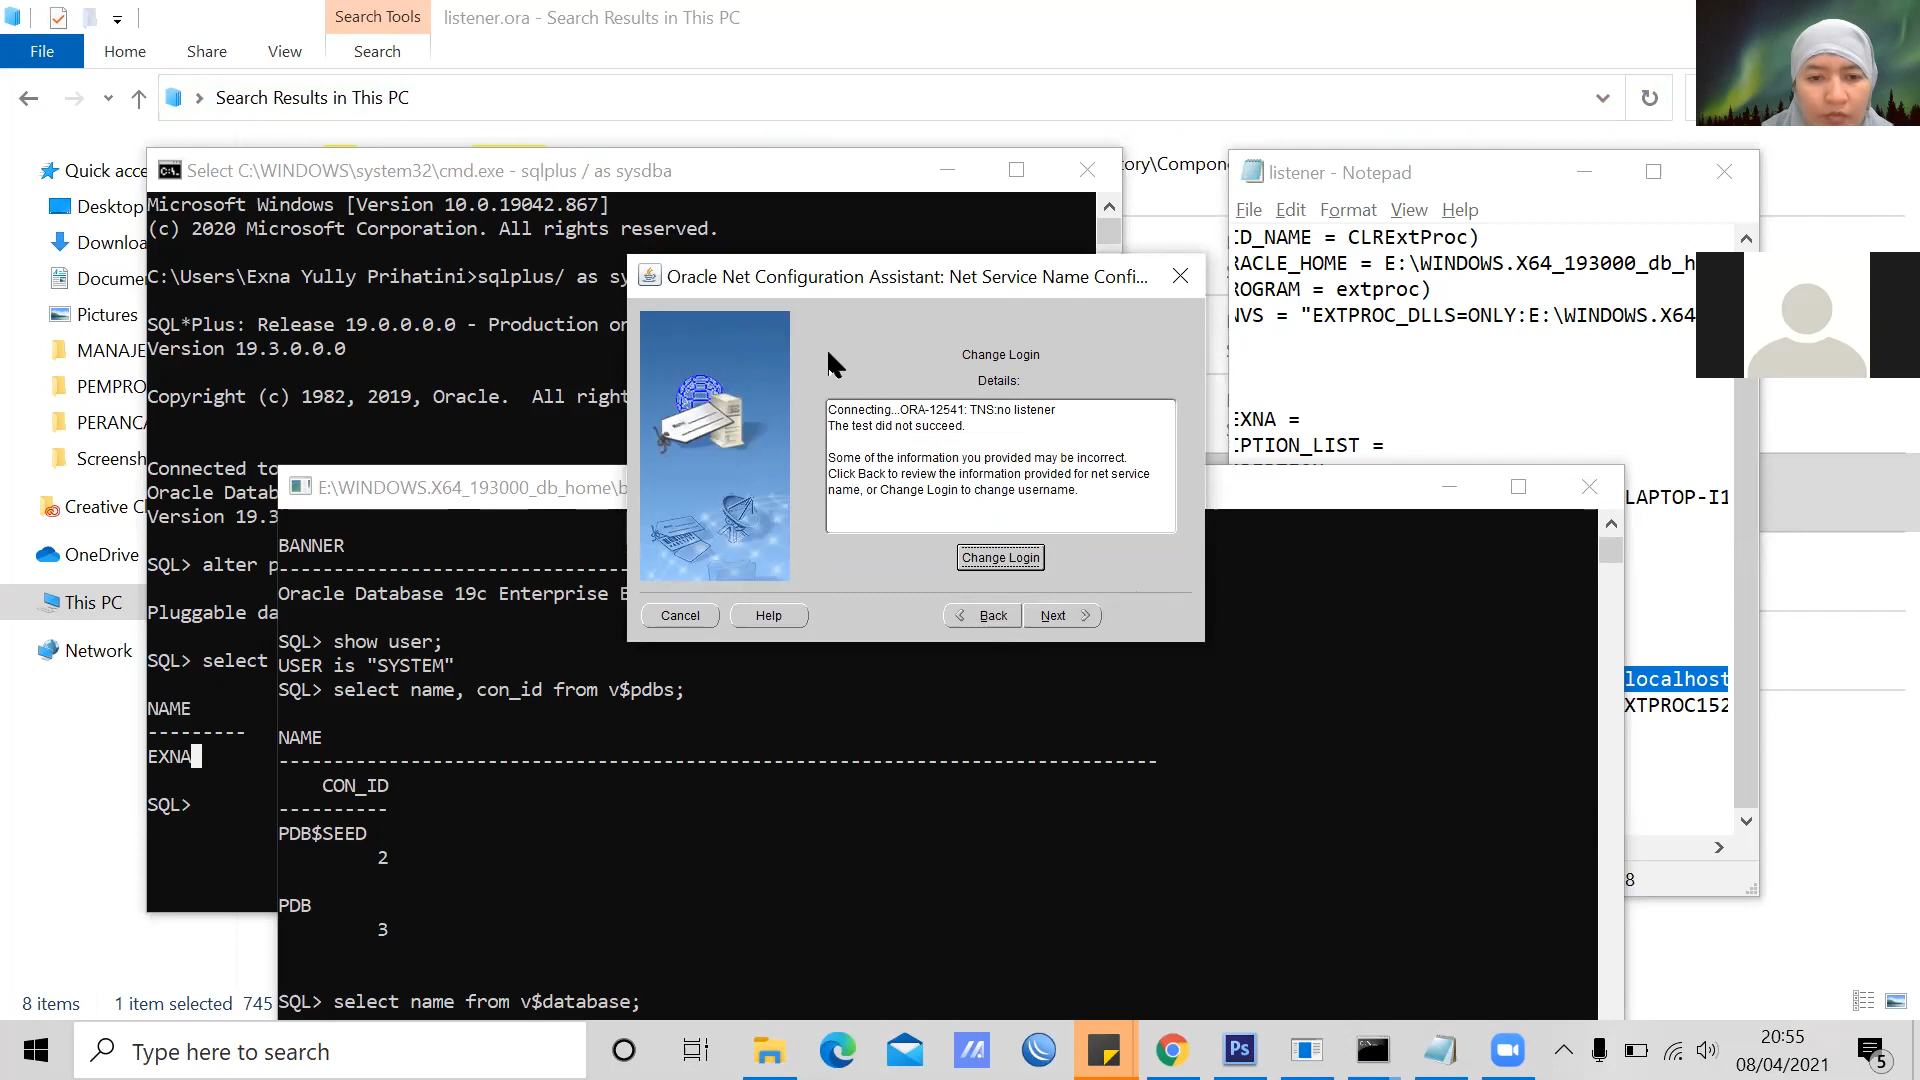 Search Tools
listener.ora - Search Results in This PC
File
Home
Share
View
Search
Search Results in This PC
Quick acce
Desktop
Downloa
Docume
Pictures
MANAJE
PEMPRO
PERANCA
Screensh
Creative C
OneDrive
This PC
Network
8 items
1 item selected
745
Select C:\WINDOWS\system32\cmd.exe - sqlplus / as sysdba
Microsoft Windows [Version 10.0.19042.867]
(c) 2020 Microsoft Corporation. All rights reserved.
C:\Users\Exna Yully Prihatini>sqlplus/ as sy
SQL*Plus: Release 19.0.0.0.0 - Production on
Version 19.3.0.0.0
Copyright (c) 1982, 2019, Oracle.  All right
Connected to
Oracle Datab
Version 19.3
SQL> alter p
Pluggable da
SQL> select
NAME
---------
EXNA
SQL>
E:\WINDOWS.X64_193000_db_home\b
BANNER
--------------------------------
Oracle Database 19c Enterprise E
SQL> show user;
USER is "SYSTEM"
SQL> select name, con_id from v$pdbs;
NAME
--------------------------------------------------------------------------------
CON_ID
----------
PDB$SEED
2
PDB
3
SQL> select name from v$database;
Oracle Net Configuration Assistant: Net Service Name Confi...
Change Login
Details:
Connecting...ORA-12541: TNS:no listener
The test did not succeed.
Some of the information you provided may be incorrect.
Click Back to review the information provided for net service
name, or Change Login to change username.
Change Login
Cancel
Help
Back
Next
tory\Compon
listener - Notepad
File Edit Format View Help
ID_NAME = CLRExtProc)
RACLE_HOME = E:\WINDOWS.X64_193000_db_h
ROGRAM = extproc)
NVS = "EXTPROC_DLLS=ONLY:E:\WINDOWS.X64
EXNA =
IPTION_LIST =
LAPTOP-I1
localhost
XTPROC152
8
Type here to search
Ps
20:55
08/04/2021
5